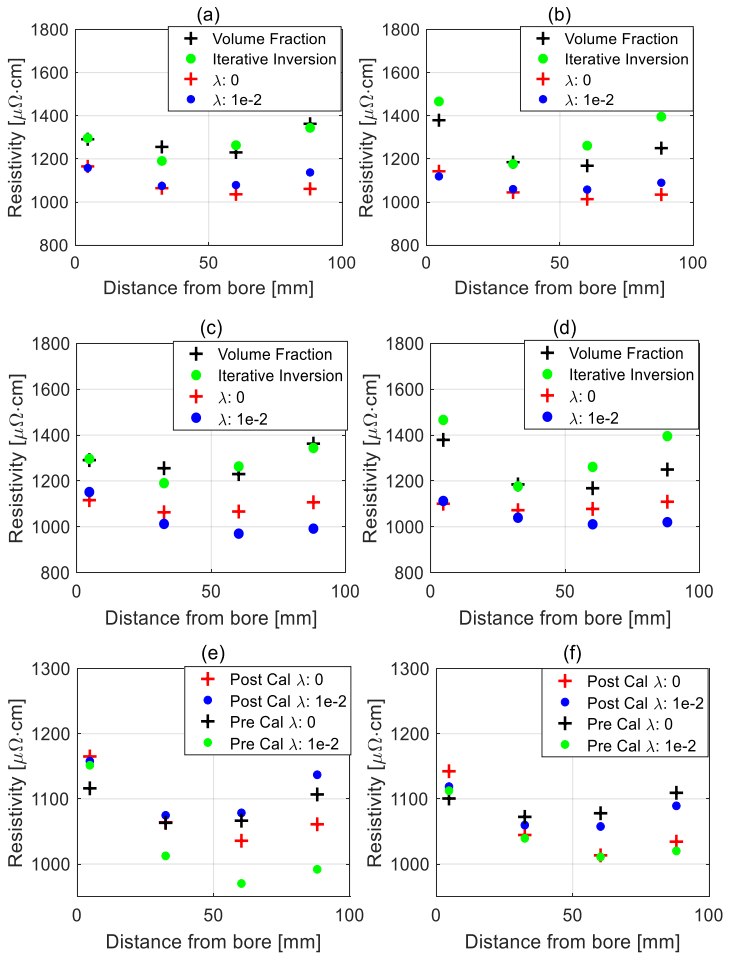 (a)
Volume Fraction
Iterative Inversion
λ: 0
λ: 1e-2
1800
1600
1400
1200
1000
800
0
50
100
Resistivity [μΩ·cm]
Distance from bore [mm]
(b)
Volume Fraction
Iterative Inversion
λ: 0
λ: 1e-2
1800
1600
1400
1200
1000
800
0
50
100
Resistivity [μΩ·cm]
Distance from bore [mm]
(c)
Volume Fraction
Iterative Inversion
λ: 0
λ: 1e-2
1800
1600
1400
1200
1000
800
0
50
100
Resistivity [μΩ·cm]
Distance from bore [mm]
(d)
Volume Fraction
Iterative Inversion
λ: 0
λ: 1e-2
1800
1600
1400
1200
1000
800
0
50
100
Resistivity [μΩ·cm]
Distance from bore [mm]
(e)
Post Cal λ: 0
Post Cal λ: 1e-2
Pre Cal λ: 0
Pre Cal λ: 1e-2
1300
1200
1100
1000
0
50
100
Resistivity [μΩ·cm]
Distance from bore [mm]
(f)
Post Cal λ: 0
Post Cal λ: 1e-2
Pre Cal λ: 0
Pre Cal λ: 1e-2
1300
1200
1100
1000
0
50
100
Resistivity [μΩ·cm]
Distance from bore [mm]